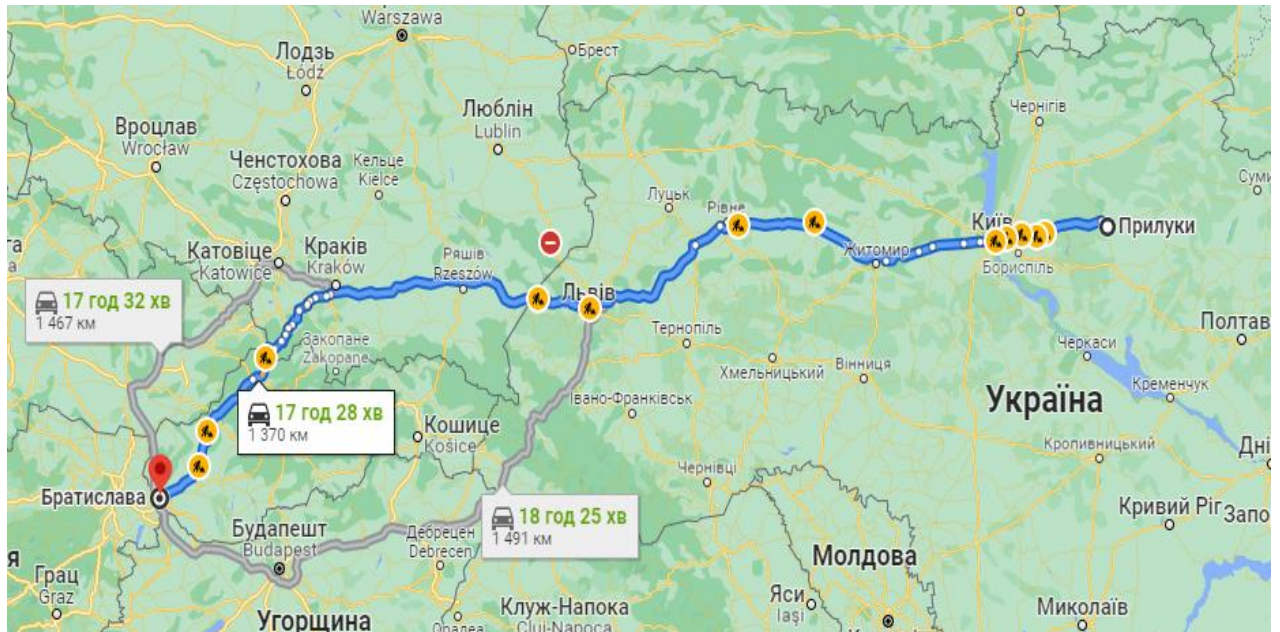 Warszawa
Варшава
Брест
Лодзь
Łódź
Люблін
Lublin
Чернігів
Вроцлав
Wrocław
Ченстохова
Częstochowa
Кельце
Kielce
Луцьк
Рівне
Суми
Київ
Прилуки
Житомир
Бориспіль
Катовіце
Katowice
Краків
Kraków
Ряшів
Rzeszów
Львів
17 год 32 хв
1 467 км
Закопане
Zakopane
Тернопіль
Хмельницький
Вінниця
Черкаси
Полтав
Кременчук
17 год 28 хв
1 370 км
Івано-Франківськ
Україна
Кошице
Košice
Кропивницький
Дні
Чернівці
Братислава
18 год 25 хв
1 491 км
Кривий Ріг
Запо
Будапешт
Budapest
Дебрецен
Debrecen
Молдова
Грац
Graz
Яси
Iași
Клуж-Напока
Cluj-Napoca
Миколаїв
Угорщина